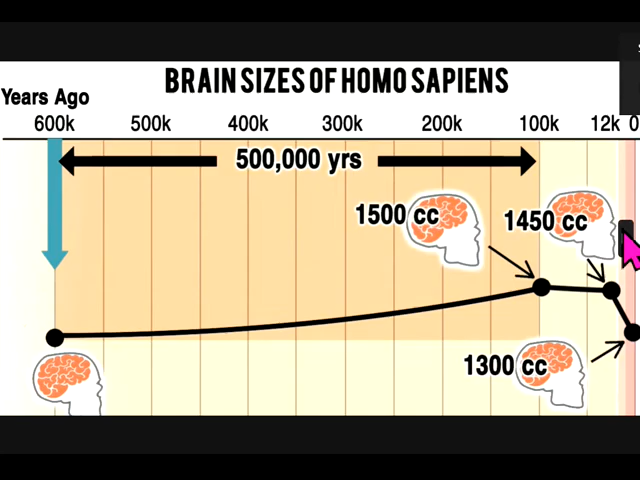 BRAIN SIZES OF HOMO SAPIENS
Years Ago
600k 500k 400k 300k 200k 100k 12k 0
500,000 yrs
1500 cc
1450 cc
1300 cc